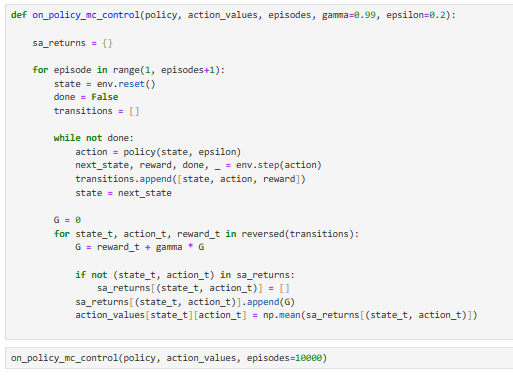 def on_policy_mc_control(policy, action_values, episodes, gamma=0.99, epsilon=0.2):
sa_returns = {}
for episode in range(1, episodes+1):
state = env.reset()
done = False
transitions = []
while not done:
action = policy(state, epsilon)
next_state, reward, done, _ = env.step(action)
transitions.append([state, action, reward])
state = next_state
G = 0
for state_t, action_t, reward_t in reversed(transitions):
G = reward_t + gamma * G
if not (state_t, action_t) in sa_returns:
sa_returns[(state_t, action_t)] = []
sa_returns[(state_t, action_t)].append(G)
action_values[state_t][action_t] = np.mean(sa_returns[(state_t, action_t)])
on_policy_mc_control(policy, action_values, episodes=10000)